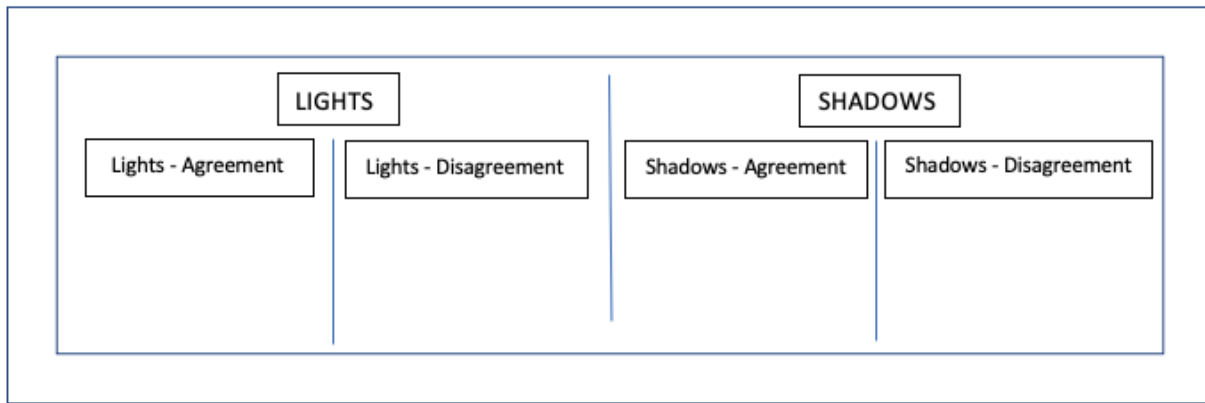 LIGHTS
SHADOWS
Lights - Agreement
Lights - Disagreement
Shadows - Agreement
Shadows - Disagreement